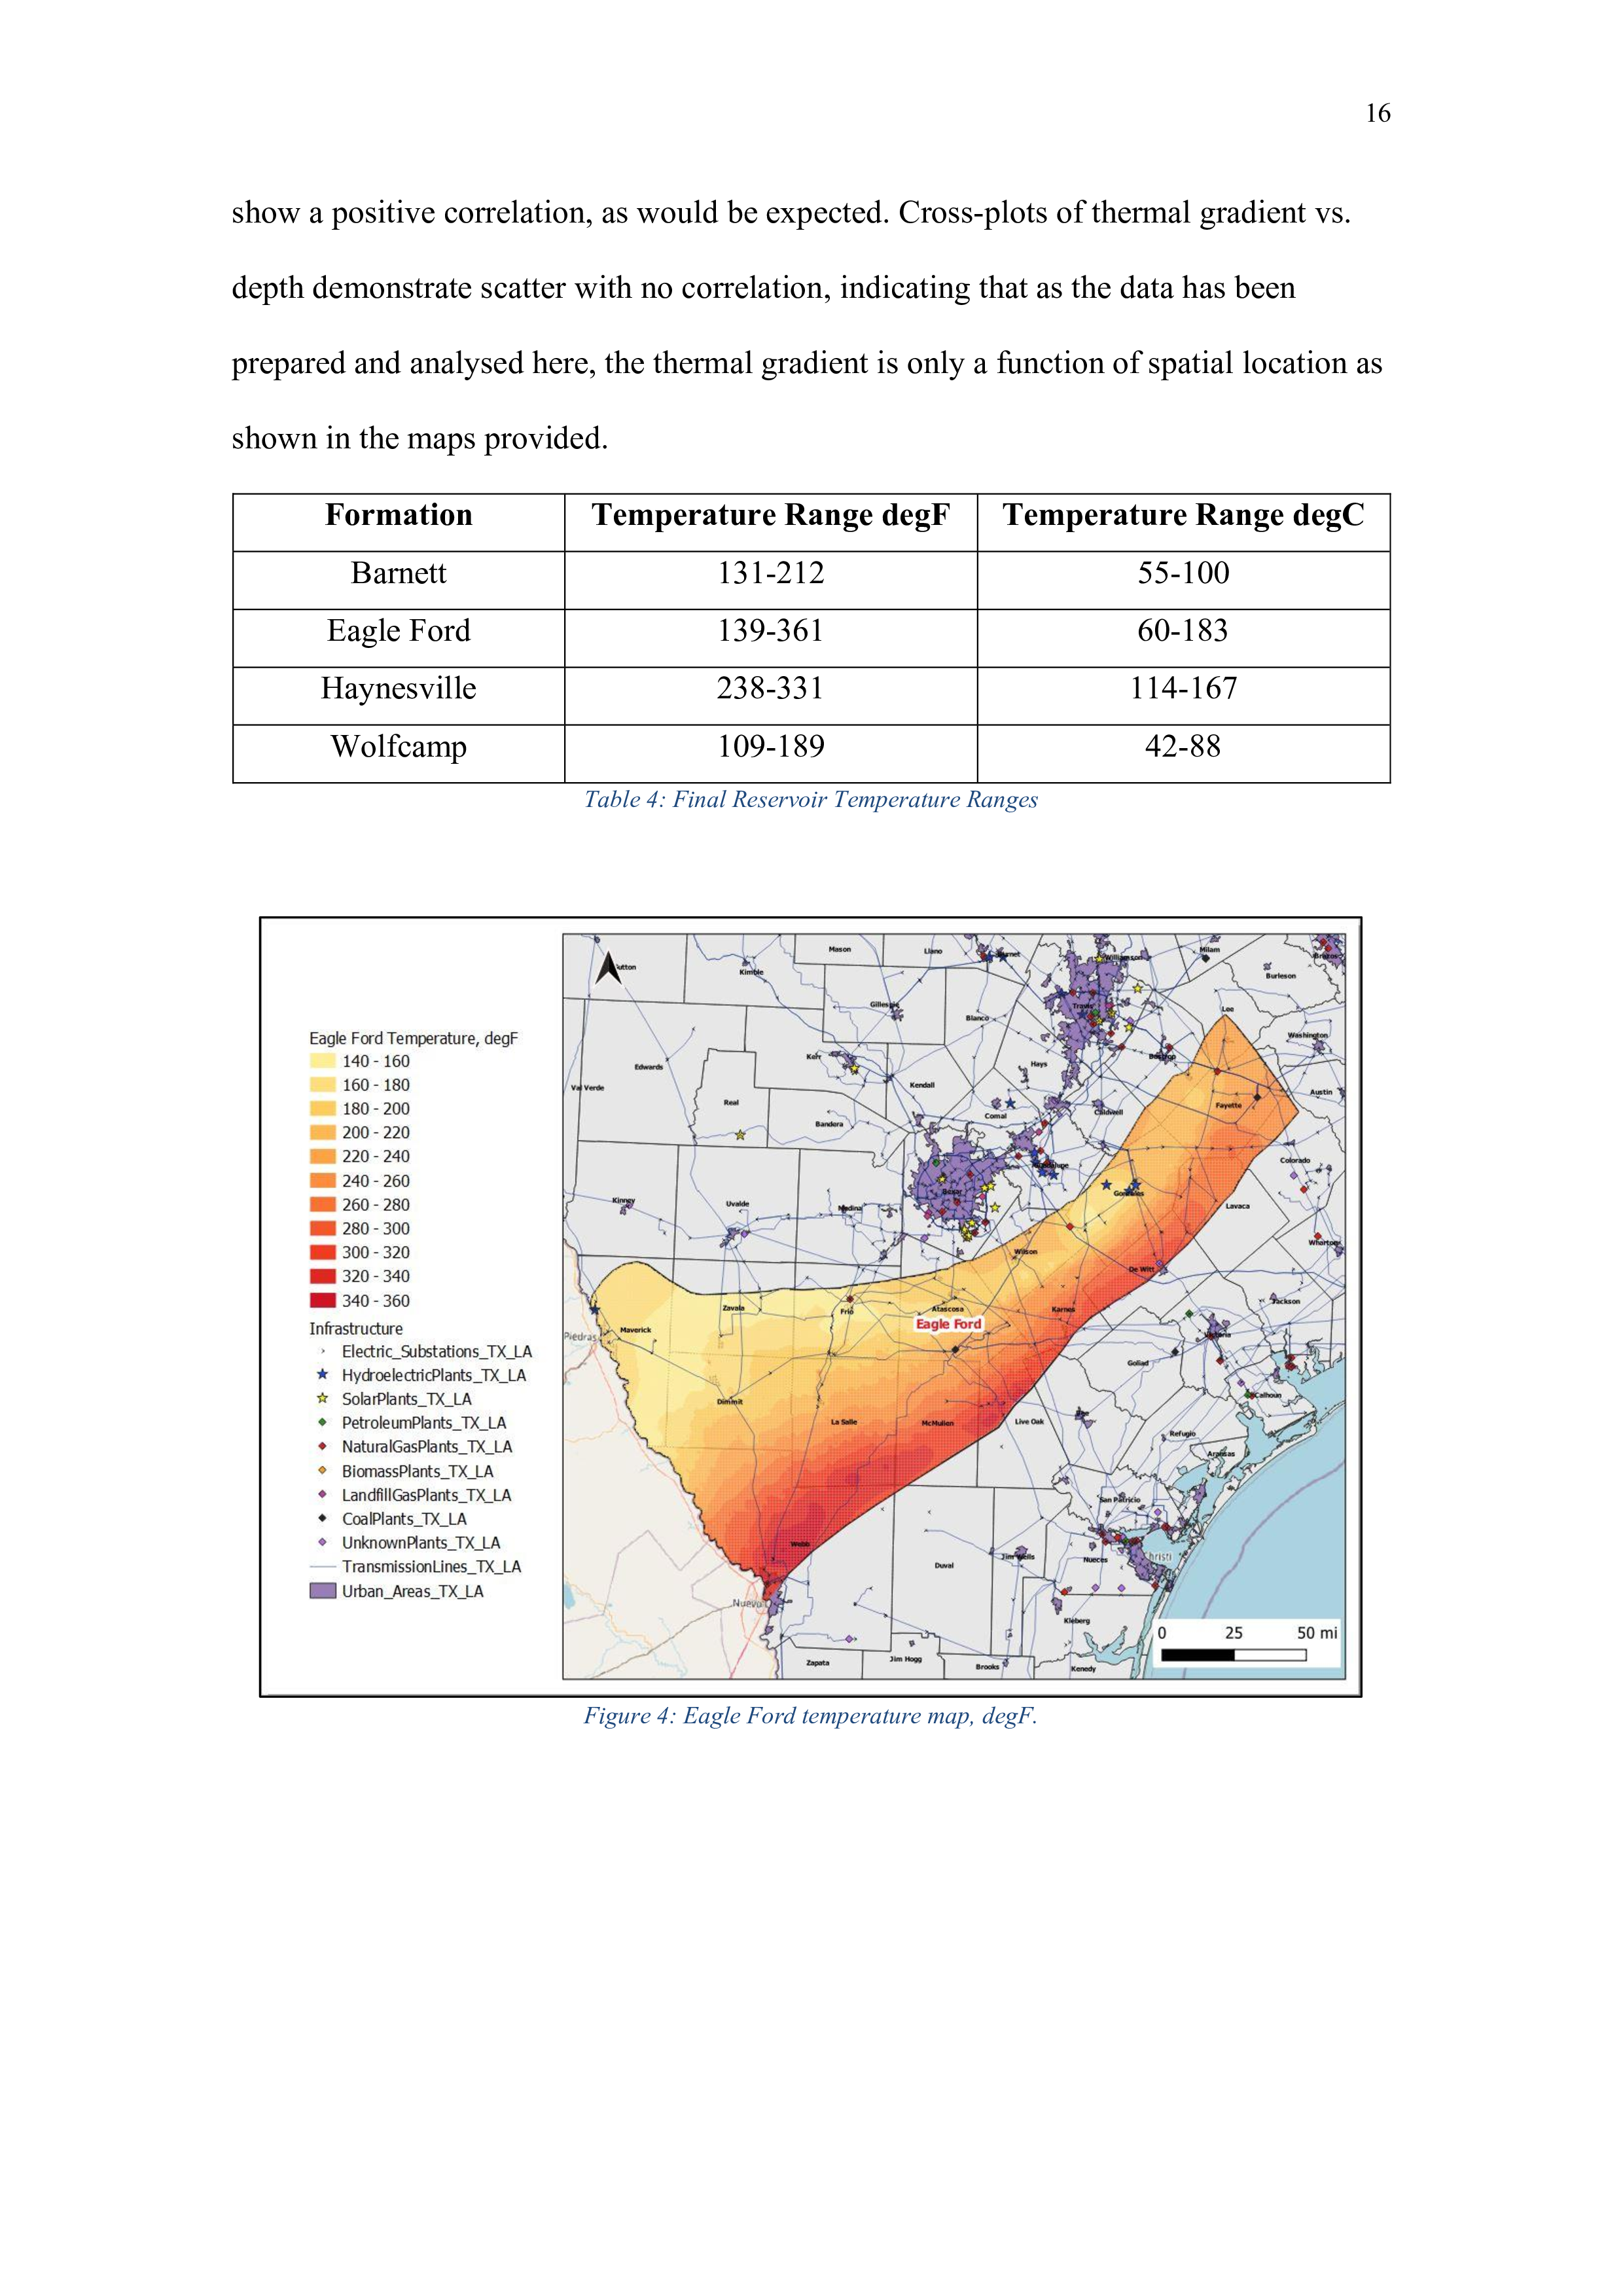 16
show a positive correlation, as would be expected. Cross-plots of thermal gradient vs.
depth demonstrate scatter with no correlation, indicating that as the data has been
prepared and analysed here, the thermal gradient is only a function of spatial location as
shown in the maps provided.
Formation Temperature Range degF Temperature Range degC
Barnett 131-212 55-100
Eagle Ford 139-361 60-183
Haynesville 238-331 114-167
Wolfcamp 109-189 42-88
Table 4: Final Reservoir Temperature Ranges
Eagle Ford Temperature, degF
140 - 160
160 - 180
180 - 200
200 - 220
220 - 240
240 - 260
260 - 280
280 - 300
300 - 320
320 - 340
340 - 360
Infrastructure
Electric_Substations_TX_LA
HydroelectricPlants_TX_LA
SolarPlants_TX_LA
PetroleumPlants_TX_LA
NaturalGasPlants_TX_LA
BiomassPlants_TX_LA
LandfillGasPlants_TX_LA
CoalPlants_TX_LA
UnknownPlants_TX_LA
TransmissionLines_TX_LA
Urban_Areas_TX_LA
Mason
Llano
Milam
Kimble
Williamson
Burleson
Gillespie
Travis
Blanco
Lee
Washington
Kerr
Hays
Bastrop
Edwards
Val Verde
Kendall
Austin
Real
Comal
Caldwell
Fayette
Bandera
Colorado
Guadalupe
Kinney
Uvalde
Medina
Bexar
Gonzales
Lavaca
Wharton
Wilson
De Witt
Zavala
Frio
Atascosa
Karnes
Jackson
Eagle Ford
Piedras
Maverick
Victoria
Goliad
Dimmit
La Salle
McMullen
Live Oak
Bee
Calhoun
Refugio
Aransas
San Patricio
Webb
Duval
Jim Wells
Nueces
Christi
Nuevo
Kleberg
Zapata
Jim Hogg
Brooks
Kenedy
0 25 50 mi
Figure 4: Eagle Ford temperature map, degF.